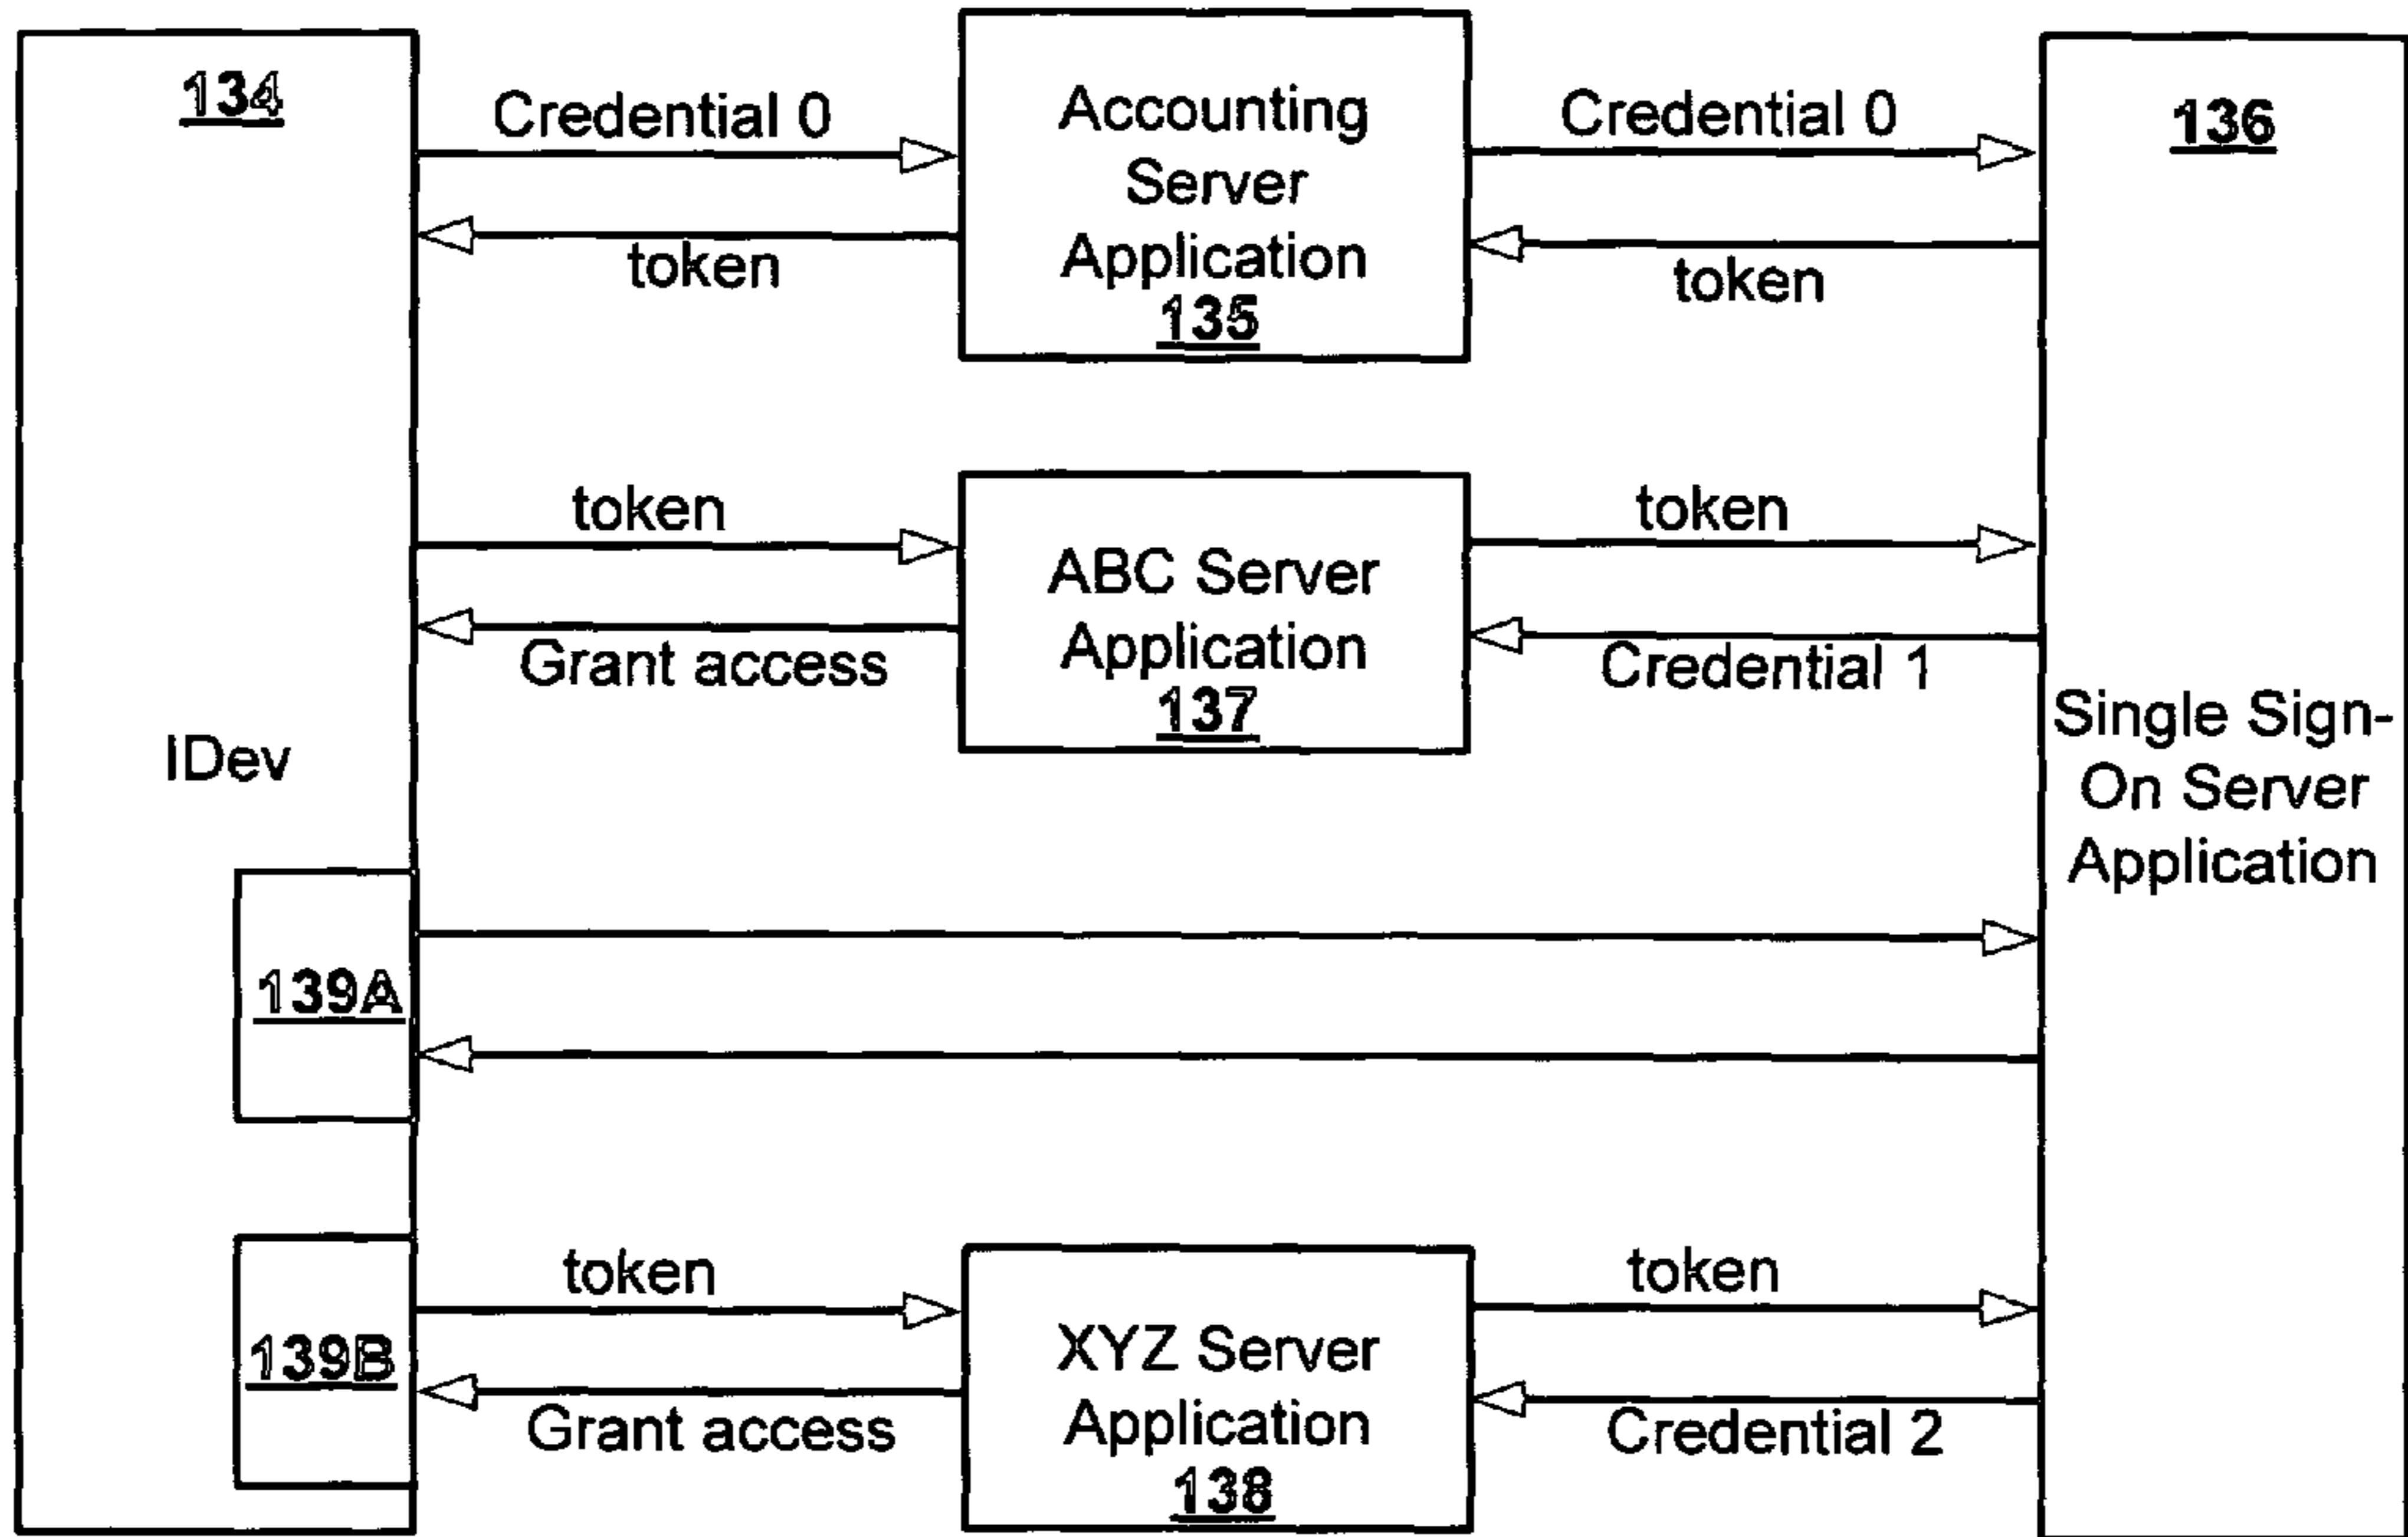 134
Credential 0
token
Accounting
Server
Application
135
Credential 0
token
136
token
Grant access
ABC Server
Application
137
token
Credential 1
IDev
Single Sign-
On Server
Application
139A
139B
token
Grant access
XYZ Server
Application
138
token
Credential 2